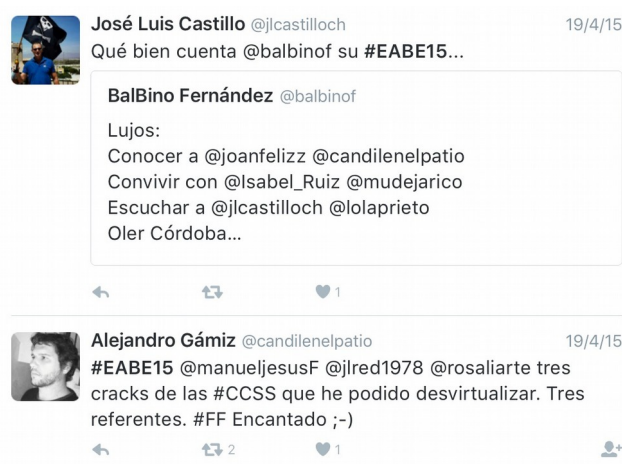 José Luis Castillo @jlcastilloch 19/4/15
Qué bien cuenta @balbinof su #EABE15...
BalBino Fernández @balbinof
Lujos:
Conocer a @joanfelizz @candilenelpatio
Convivir con @Isabel_Ruiz @mudejarico
Escuchar a @jlcastilloch @lolaprieto
Oler Córdoba...
1
Alejandro Gámiz @candilenelpatio 19/4/15
#EABE15 @manueljesusF @jlred1978 @rosaliarte tres
cracks de las #CCSS que he podido desvirtualizar. Tres
referentes. #FF Encantado ;-)
2 1